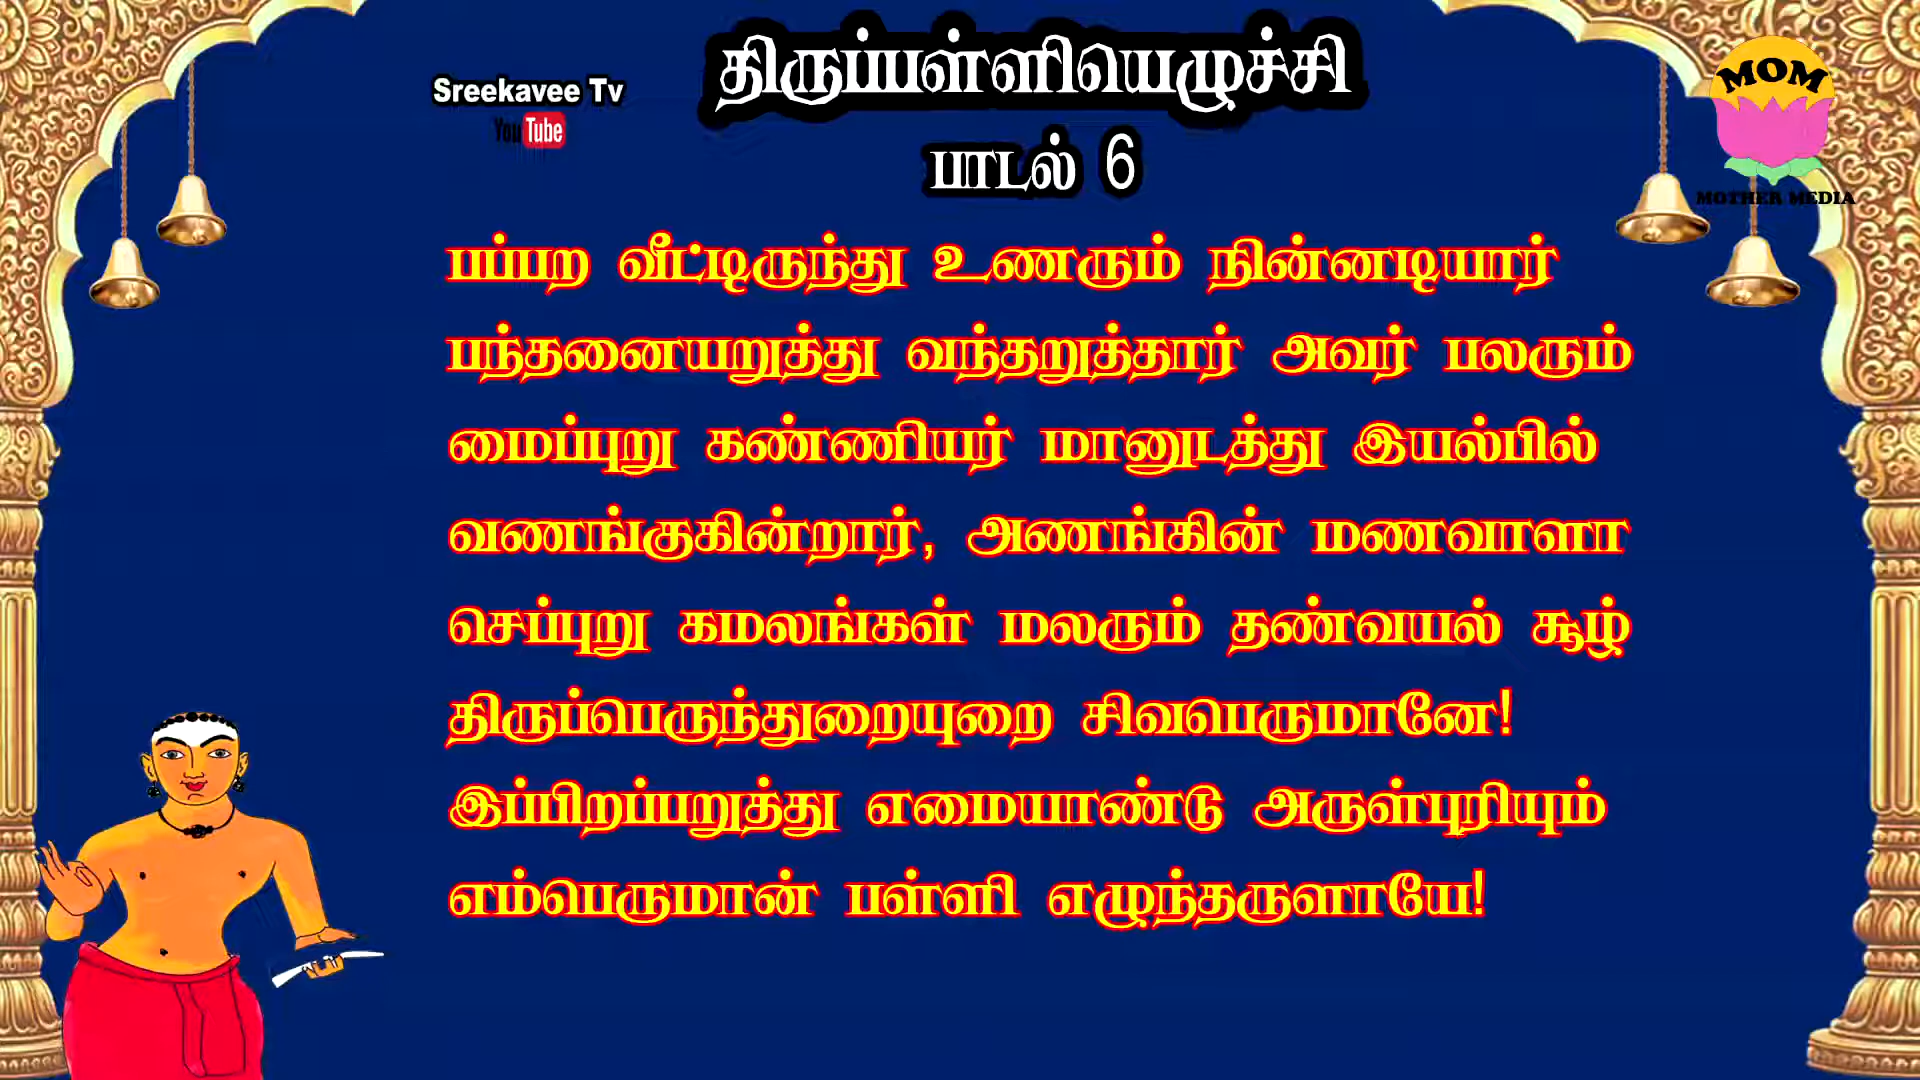 திருப்பள்ளியெழுச்சி
Sreekavee Tv
YouTube
MOM
MOTHER MEDIA
பாடல் 6
பப்பற வீட்டிருந்து உணரும் நின்னடியார்
பந்தனையறுத்து வந்தறுத்தார் அவர் பலரும்
மைப்புறு கண்ணியர் மானுடத்து இயல்பில்
வணங்குகின்றார், அணங்கின் மணவாளா
செப்புறு கமலங்கள் மலரும் தண்வயல் சூழ்
திருப்பெருந்துறையுறை சிவபெருமானே!
இப்பிறப்பறுத்து எமையாண்டு அருள்புரியும்
எம்பெருமான் பள்ளி எழுந்தருளாயே!